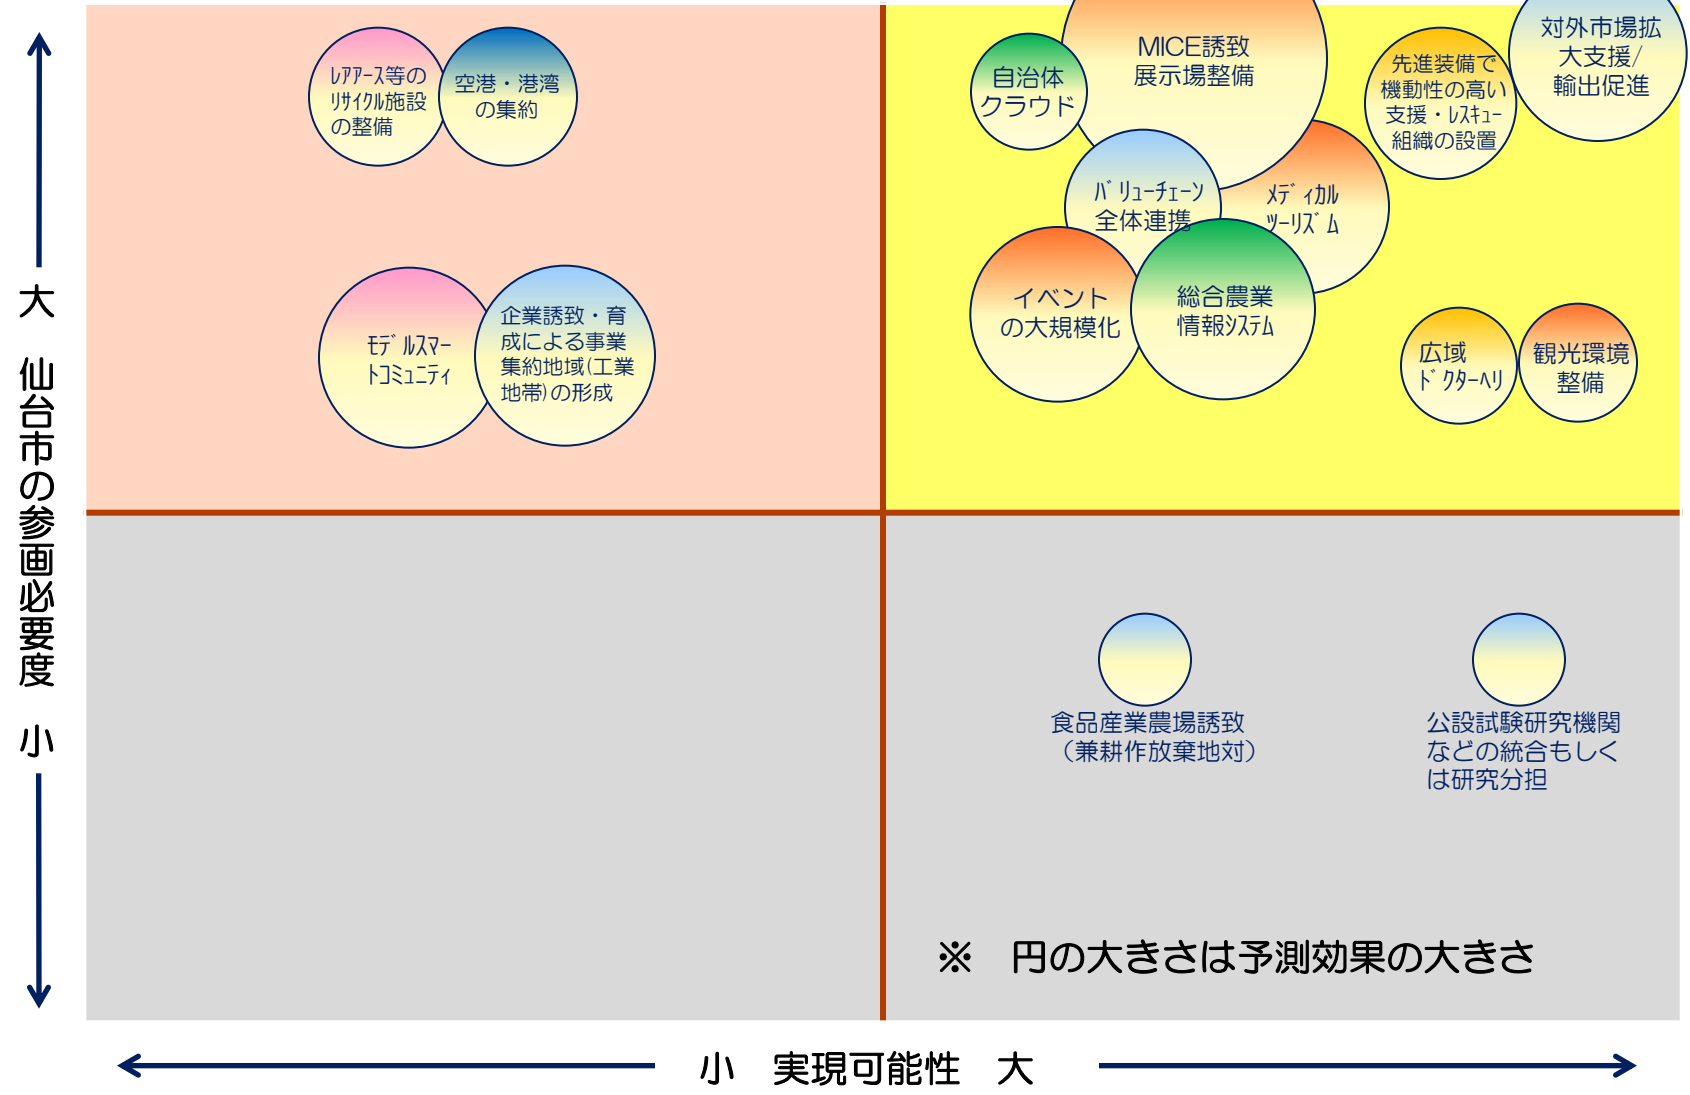 大 仙台市の参画必要度 小
ﾚｱｱｰｽ等の
ﾘｻｲｸﾙ施設
の整備
空港・港湾
の集約
ﾓﾃﾞﾙｽﾏｰ
ﾄｺﾐｭﾆﾃｨ
企業誘致・育
成による事業
集約地域(工業
地帯)の形成
自治体
クラウド
MICE誘致
展示場整備
ﾊﾞﾘｭｰﾁｪｰﾝ
全体連携
ﾒﾃﾞｨｶﾙ
ﾂｰﾘｽﾞﾑ
イベント
の大規模化
総合農業
情報ｼｽﾃﾑ
先進装備で
機動性の高い
支援・ﾚｽｷｭｰ
組織の設置
対外市場拡
大支援/
輸出促進
広域
ﾄﾞｸﾀｰﾍﾘ
観光環境
整備
食品産業農場誘致
（兼耕作放棄地対）
公設試験研究機関
などの統合もしく
は研究分担
※ 円の大きさは予測効果の大きさ
小 実現可能性 大